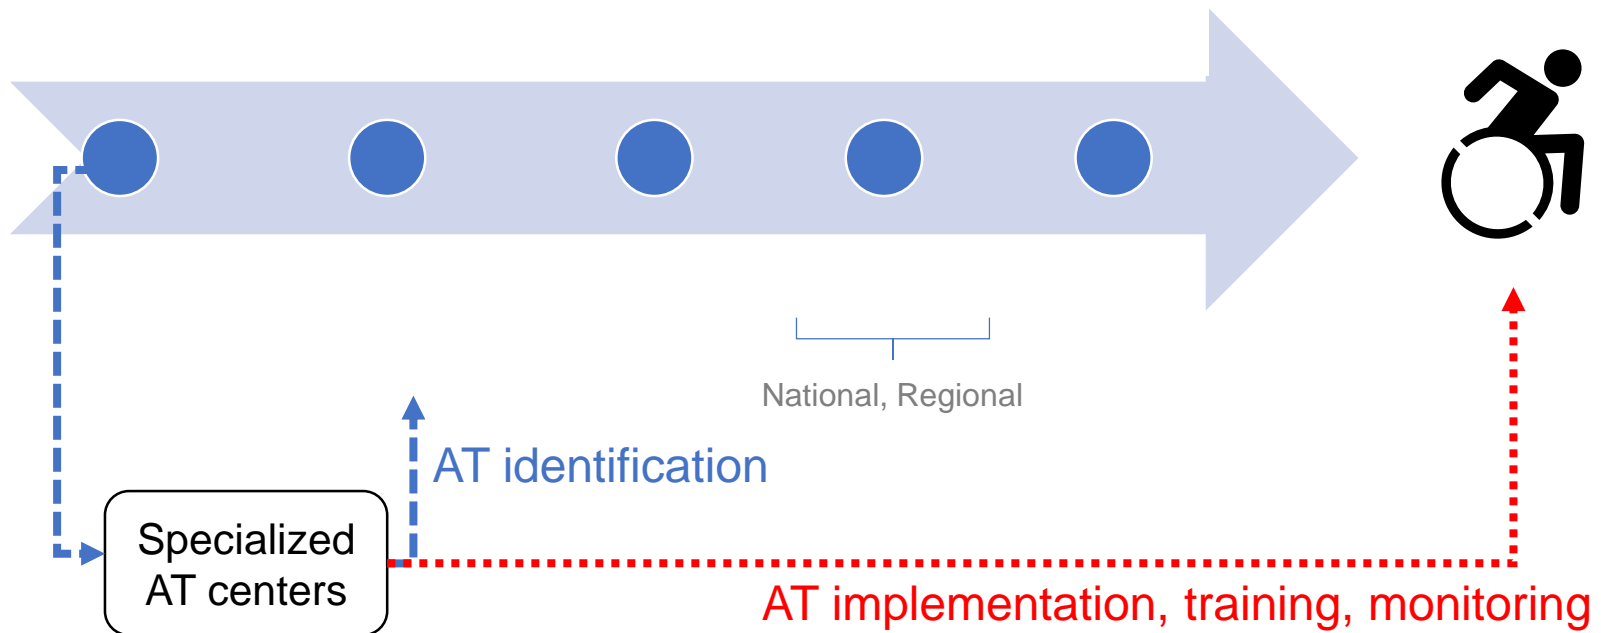 National, Regional
AT identification
Specialized
AT centers
AT implementation, training, monitoring